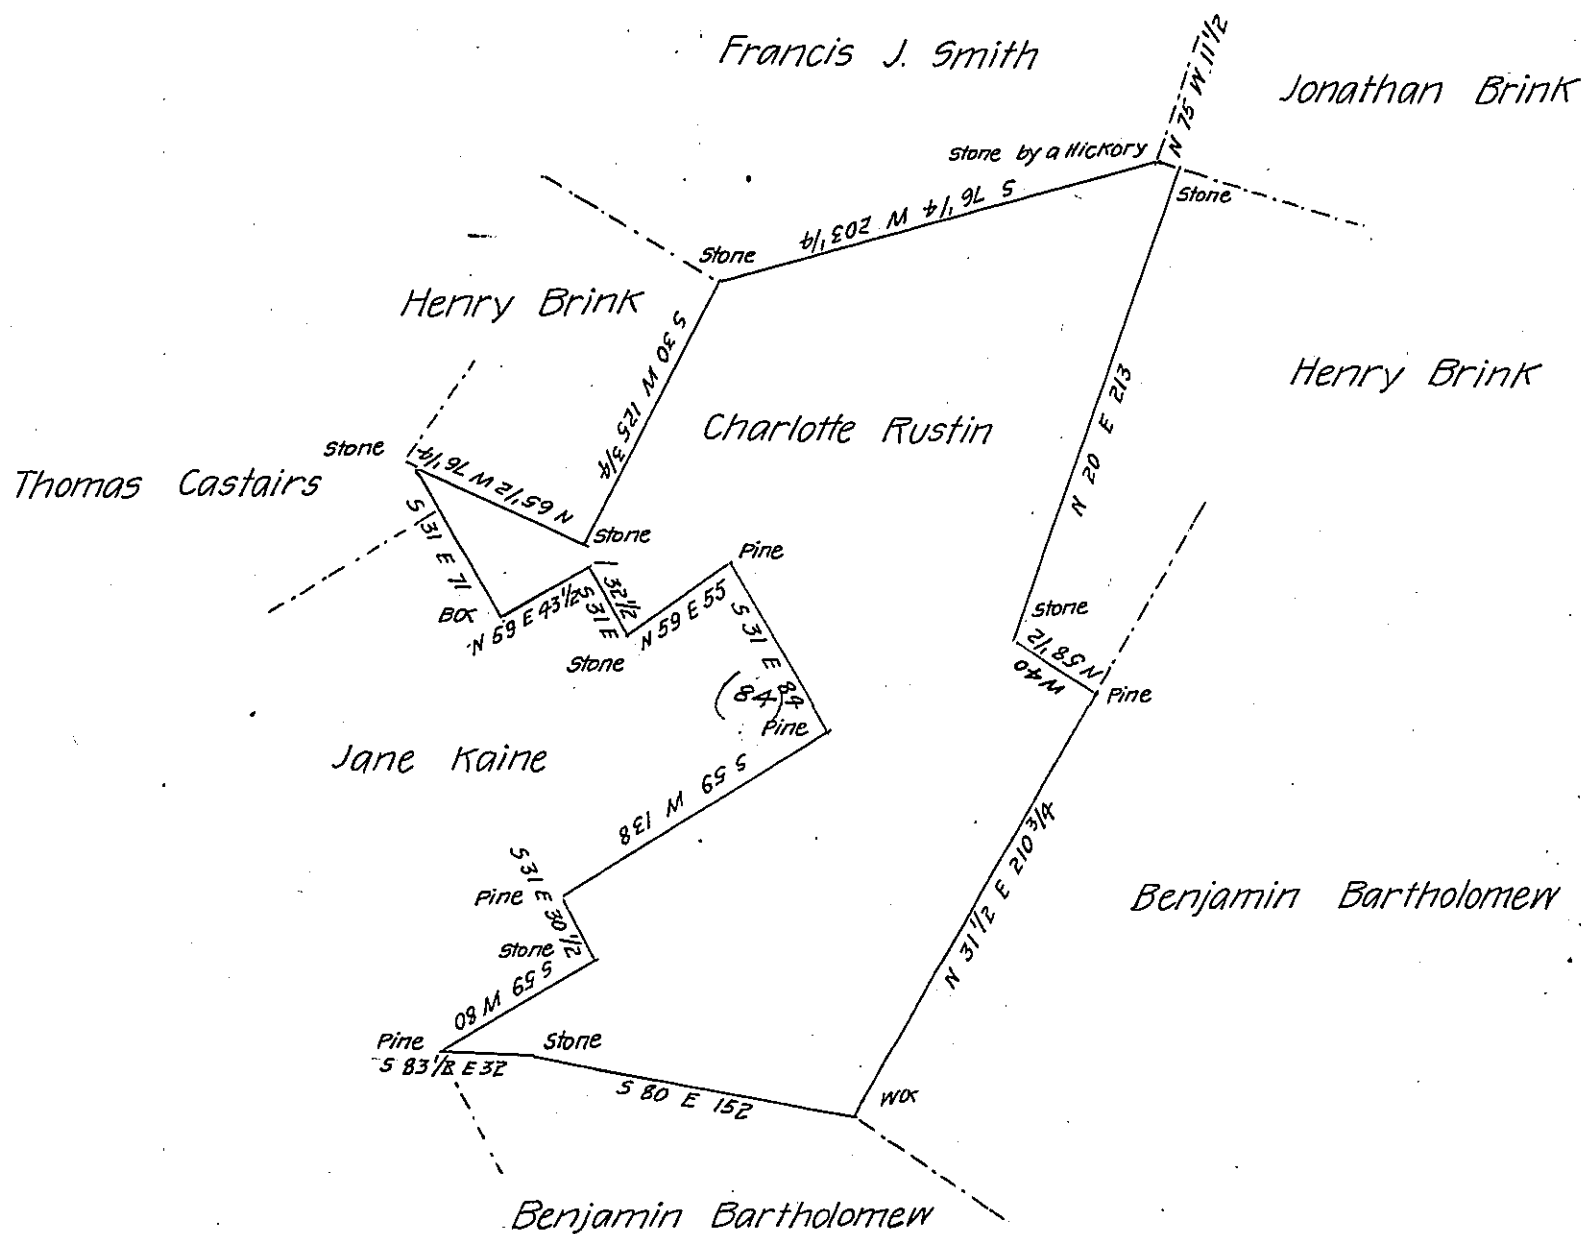 Francis J. Smith
Jonathan Brink
N 75 W 11 1/2
Stone by a Hickory
Stone
S 76 1/4 W 203 1/4
Stone
Henry Brink
S 30 W 125 3/4
Henry Brink
N 20 E 213
Charlotte Rustin
Stone
N 65 1/2 W 76 1/4
Thomas Castairs
Stone
S 31 E 71
BOK
N 59 E 43 1/2
S 31 E
32 1/2
Stone
N 59 E 55
Pine
S 31 E 84
(84)
Pine
Stone
N 58 1/2
W 40
Pine
Jane Kaine
S 59 W 138
S 31 E 30 1/2
Pine
Stone
S 59 W 80
N 31 1/2 E 210 3/4
Benjamin Bartholomew
Pine
Stone
S 83 1/2 E 32
S 80 E 152
WOK
Benjamin Bartholomew